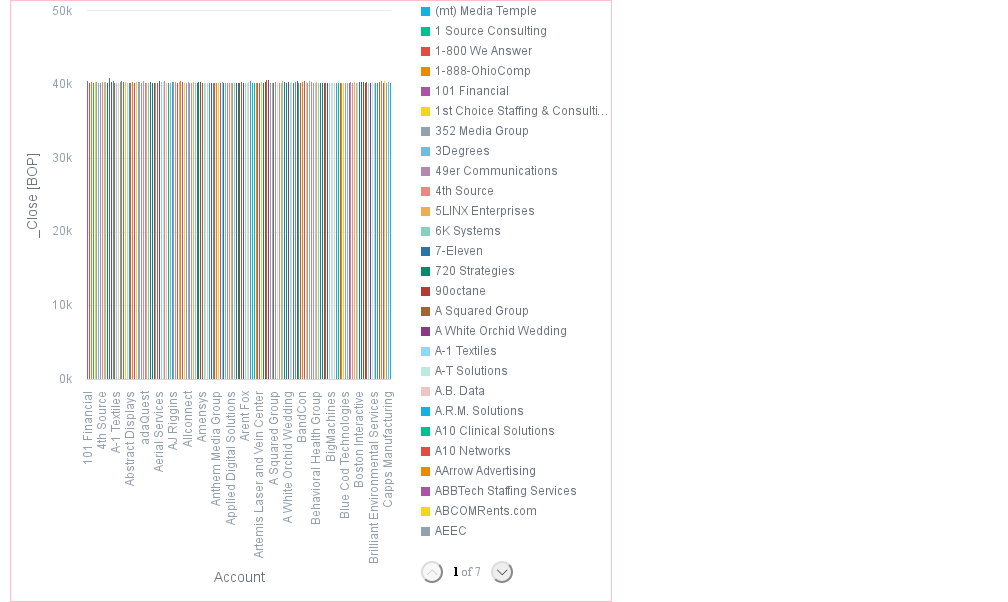 50k
40k
30k
20k
10k
0k
_Close [BOP]
101 Financial
4th Source
A-1 Textiles
Abstract Displays
adaQuest
Aerial Services
AJ Riggins
Allconnect
Amensys
Anthem Media Group
Applied Digital Solutions
Arent Fox
Artemis Laser and Vein Center
A Squared Group
A White Orchid Wedding
BandCon
Behavioral Health Group
BigMachines
Blue Cod Technologies
Boston Interactive
Brilliant Environmental Services
Capps Manufacturing
Account
(mt) Media Temple
1 Source Consulting
1-800 We Answer
1-888-OhioComp
101 Financial
1st Choice Staffing & Consulti...
352 Media Group
3Degrees
49er Communications
4th Source
5LINX Enterprises
6K Systems
7-Eleven
720 Strategies
90octane
A Squared Group
A White Orchid Wedding
A-1 Textiles
A-T Solutions
A.B. Data
A.R.M. Solutions
A10 Clinical Solutions
A10 Networks
AArrow Advertising
ABBTech Staffing Services
ABCOMRents.com
AEEC
1 of 7